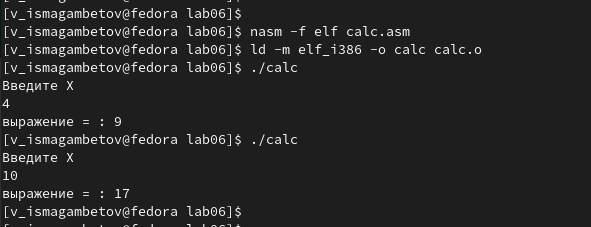 [v_ismagambetov@fedora lab06]$
[v_ismagambetov@fedora lab06]$ nasm -f elf calc.asm
[v_ismagambetov@fedora lab06]$ ld -m elf_i386 -o calc calc.o
[v_ismagambetov@fedora lab06]$ ./calc
Введите X
4
выражение = : 9
[v_ismagambetov@fedora lab06]$ ./calc
Введите X
10
выражение = : 17
[v_ismagambetov@fedora lab06]$